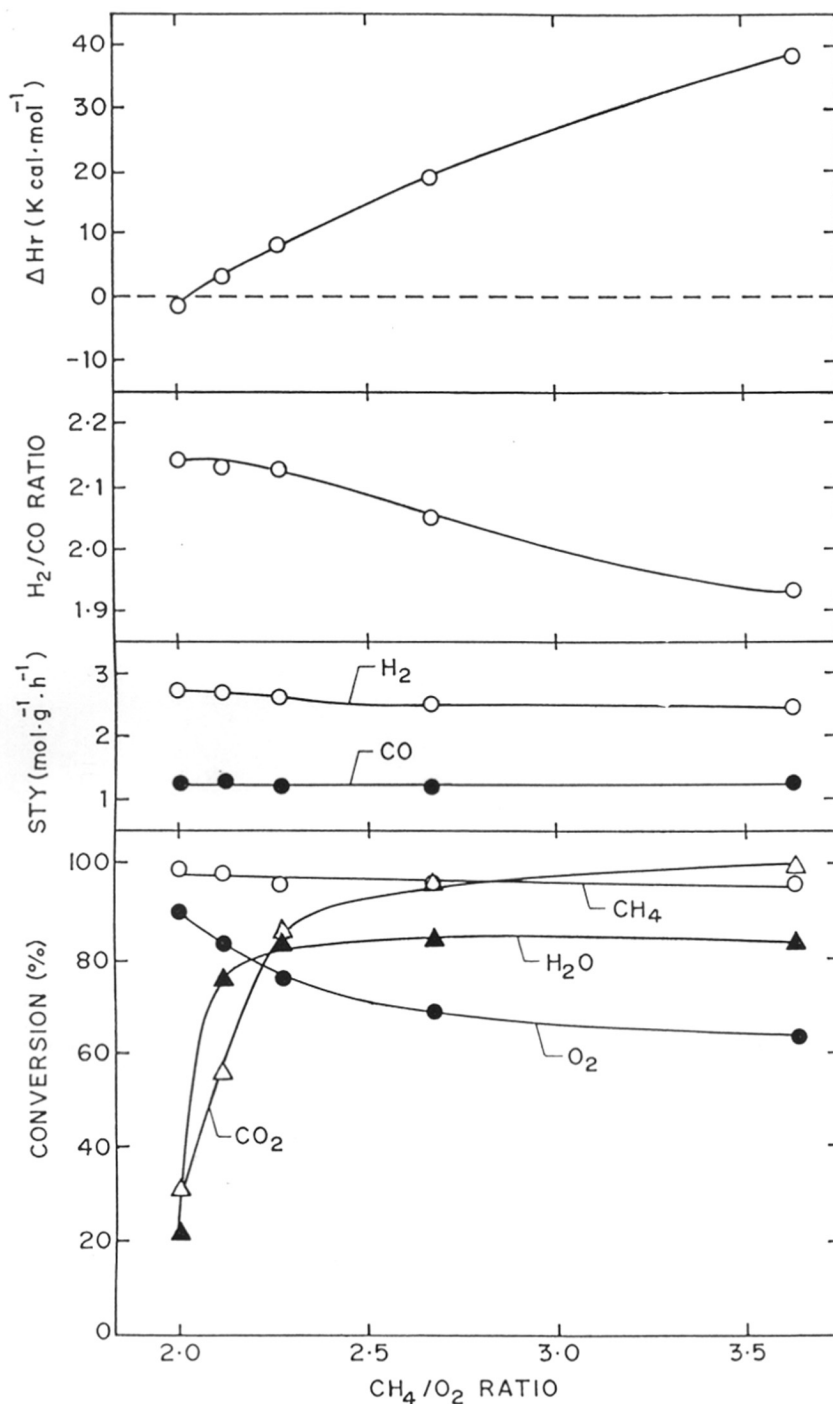 40
30
20
10
0
-10
ΔHr (K cal·mol⁻¹)
2·2
2·1
2·0
1·9
H₂/CO RATIO
3
2
1
STY (mol·g⁻¹·h⁻¹)
H₂
CO
100
80
60
40
20
0
CONVERSION (%)
CH₄
H₂O
O₂
CO₂
2·0 2·5 3·0 3·5
CH₄/O₂ RATIO